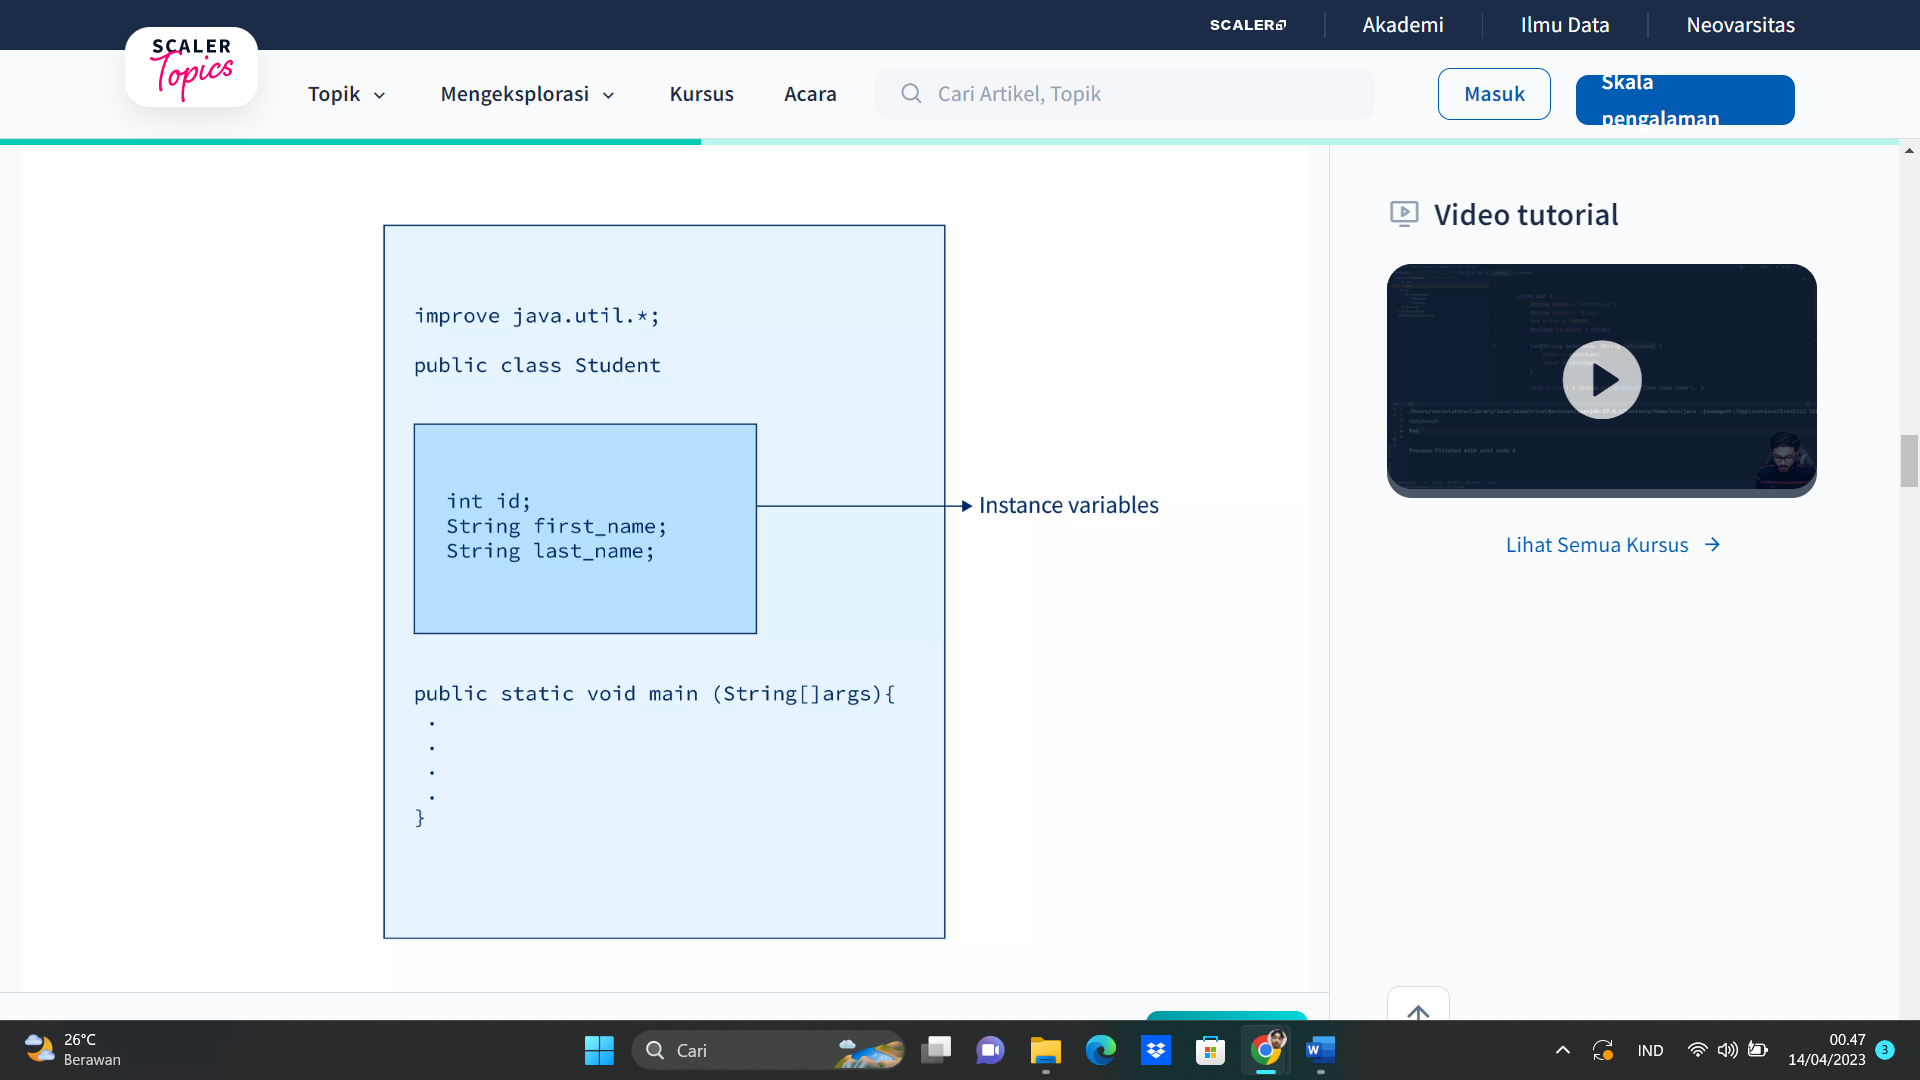 SCALER
Akademi
Ilmu Data
Neovarsitas
SCALER
Topics
Topik
Mengeksplorasi
Kursus
Acara
Cari Artikel, Topik
Masuk
Skala
pengalaman
improve java.util.*;
public class Student
int id;
String first_name;
String last_name;
Instance variables
public static void main (String[]args){
.
.
.
.
}
Video tutorial
Lihat Semua Kursus
26°C
Berawan
Cari
IND
00.47
14/04/2023
3